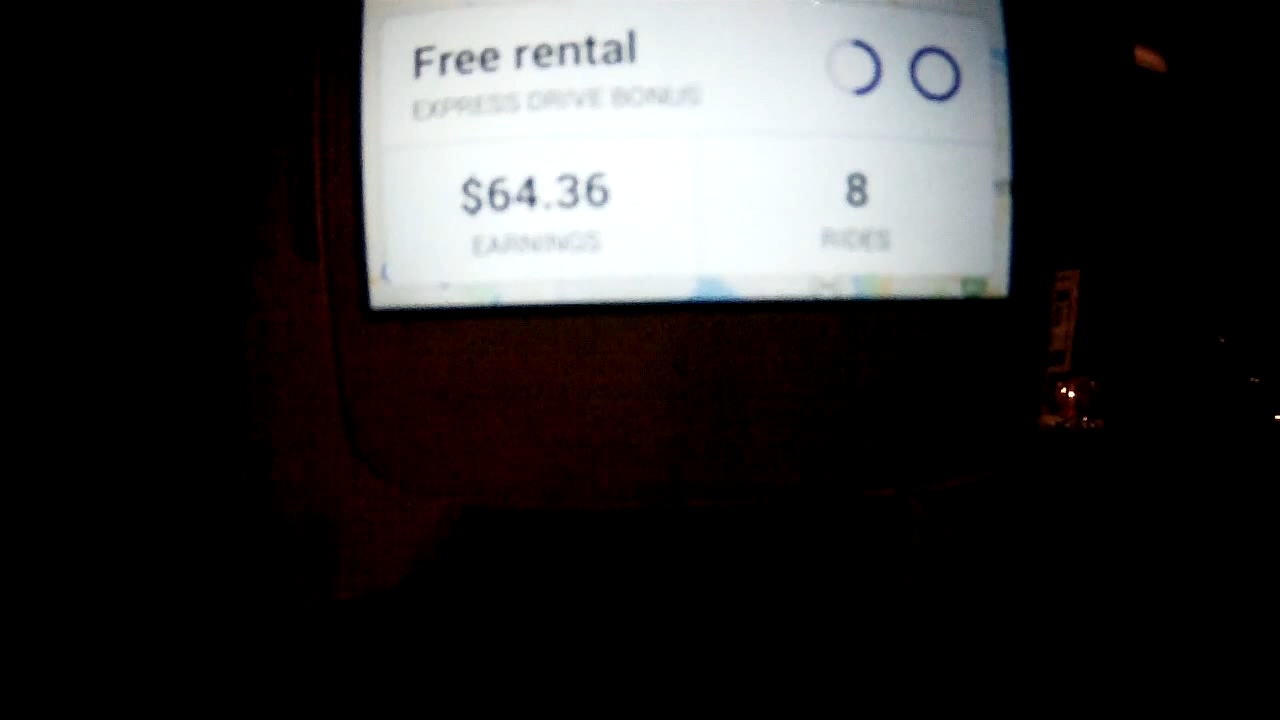 Free rental
EXPRESS DRIVE BONUS
$64.36
8
EARNINGS
RIDES